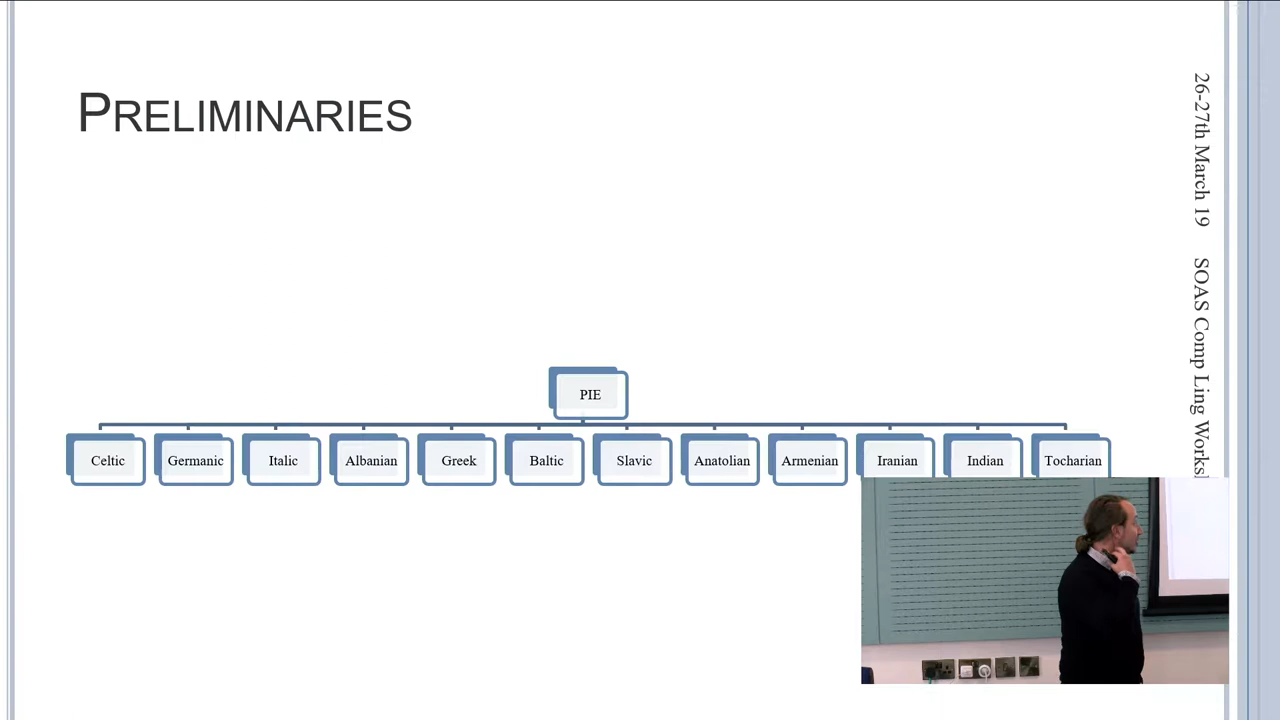 PRELIMINARIES
26-27th March 19 SOAS Comp Ling
PIE
Celtic Germanic Italic Albanian Greek Baltic Slavic Anatolian Armenian Iranian Indian Tocharian